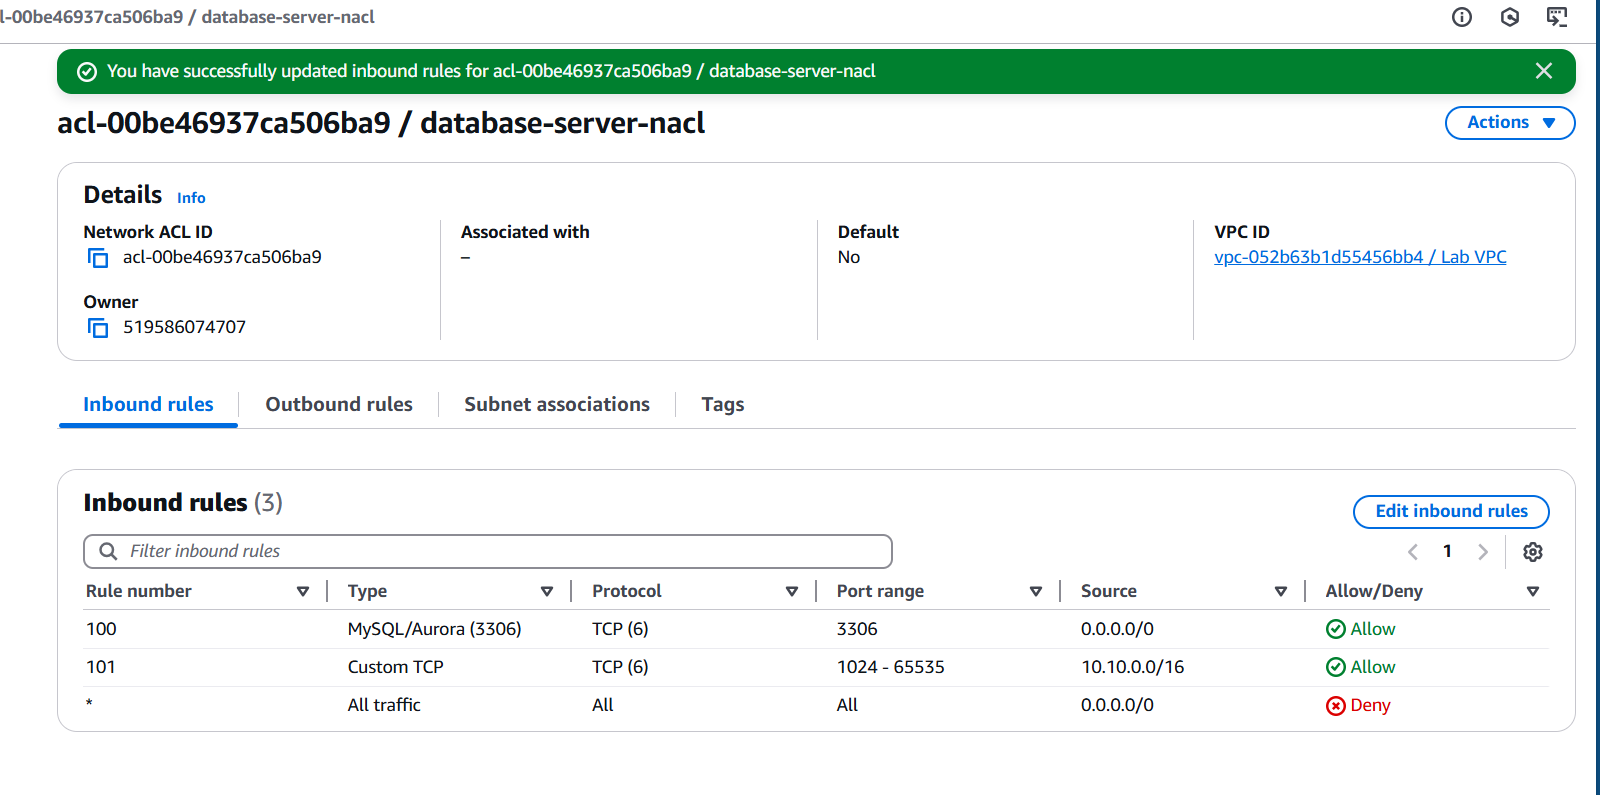 l-00be46937ca506ba9 / database-server-nacl
You have successfully updated inbound rules for acl-00be46937ca506ba9 / database-server-nacl
acl-00be46937ca506ba9 / database-server-nacl
Actions
Details Info
Network ACL ID
acl-00be46937ca506ba9
Associated with
–
Default
No
VPC ID
vpc-052b63b1d55456bb4 / Lab VPC
Owner
519586074707
Inbound rules Outbound rules Subnet associations Tags
Inbound rules (3)
Edit inbound rules
Filter inbound rules
1
Rule number Type Protocol Port range Source Allow/Deny
100 MySQL/Aurora (3306) TCP (6) 3306 0.0.0.0/0 Allow
101 Custom TCP TCP (6) 1024 - 65535 10.10.0.0/16 Allow
* All traffic All All 0.0.0.0/0 Deny